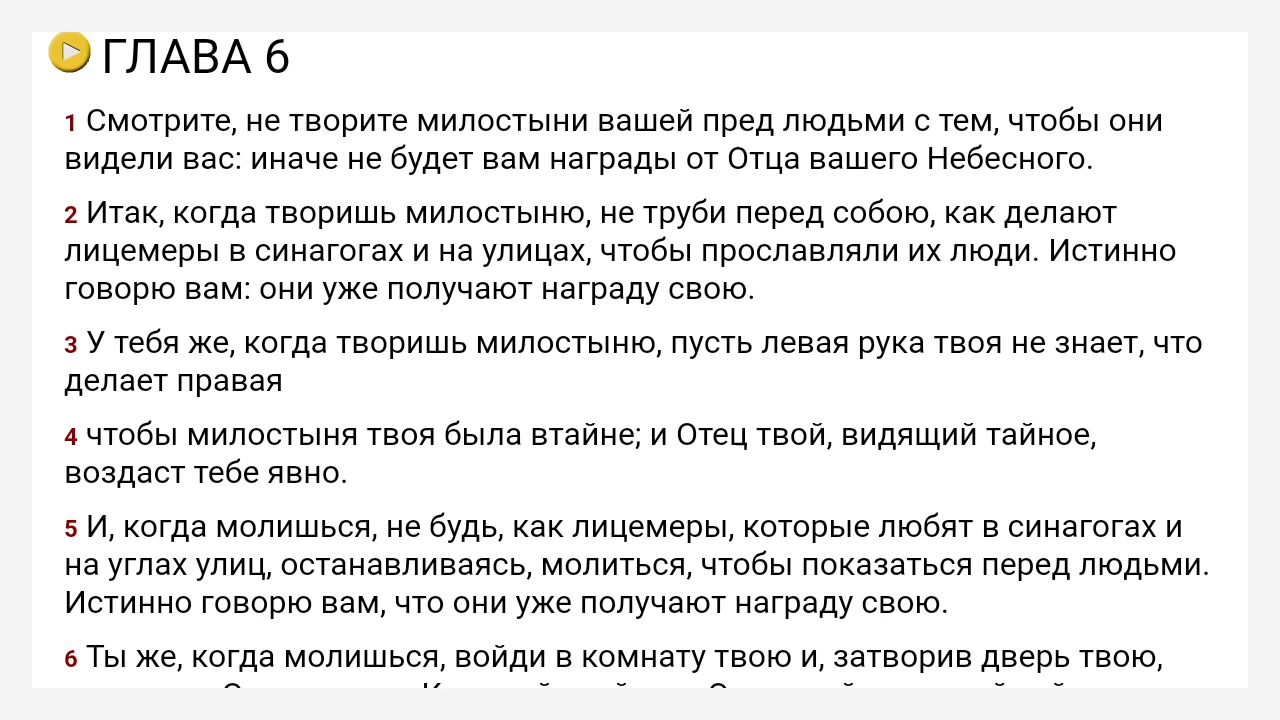 ГЛАВА 6
1 Смотрите, не творите милостыни вашей пред людьми с тем, чтобы они
видели вас: иначе не будет вам награды от Отца вашего Небесного.
2 Итак, когда творишь милостыню, не труби перед собою, как делают
лицемеры в синагогах и на улицах, чтобы прославляли их люди. Истинно
говорю вам: они уже получают награду свою.
3 У тебя же, когда творишь милостыню, пусть левая рука твоя не знает, что
делает правая
4 чтобы милостыня твоя была втайне; и Отец твой, видящий тайное,
воздаст тебе явно.
5 И, когда молишься, не будь, как лицемеры, которые любят в синагогах и
на углах улиц, останавливаясь, молиться, чтобы показаться перед людьми.
Истинно говорю вам, что они уже получают награду свою.
6 Ты же, когда молишься, войди в комнату твою и, затворив дверь твою,